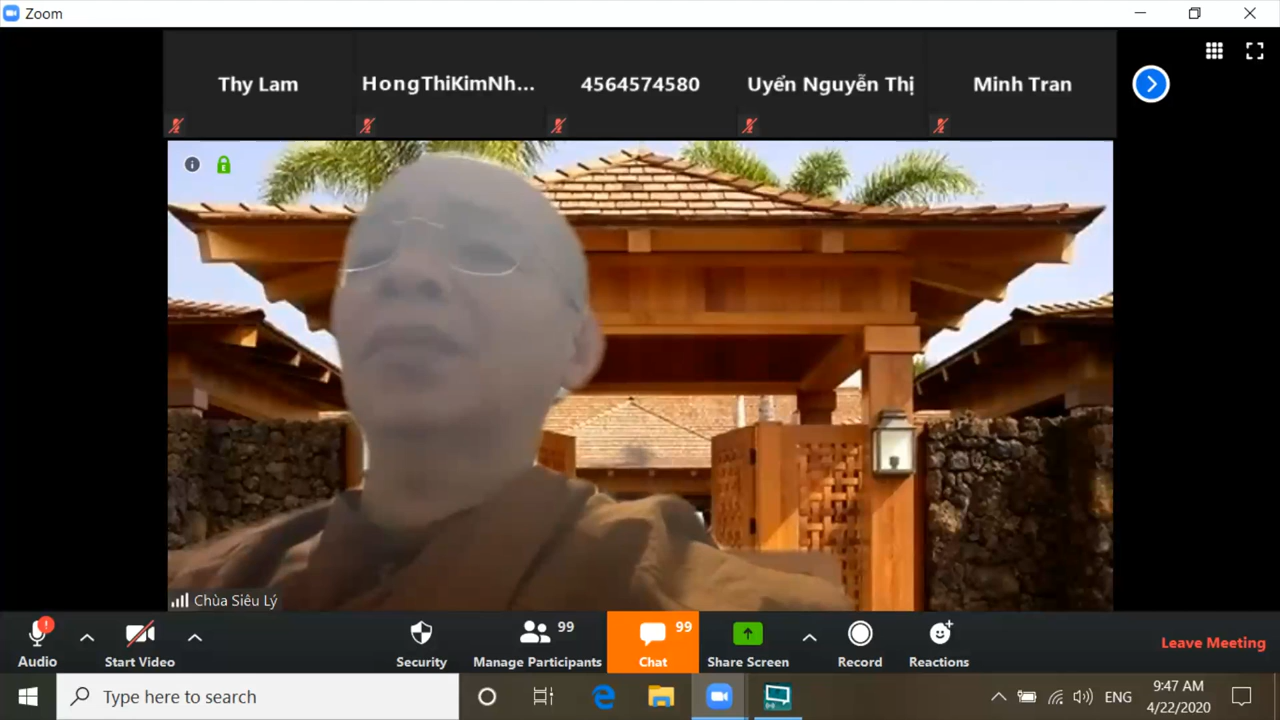 Zoom
Thy Lam
HongThiKimNh...
4564574580
Uyển Nguyễn Thị
Minh Tran
Chùa Siêu Lý
Audio
Start Video
Security
99
Manage Participants
99
Chat
Share Screen
Record
Reactions
Leave Meeting
Type here to search
ENG
9:47 AM
4/22/2020